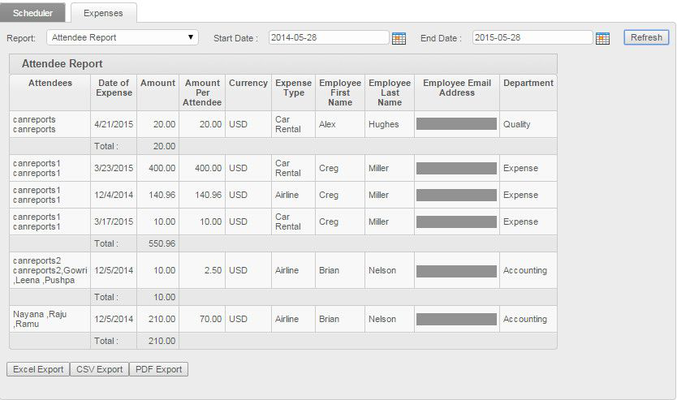 Scheduler Expenses
Report: Attendee Report Start Date : 2014-05-28 End Date : 2015-05-28 Refresh
Attendee Report
Attendees Date of Expense Amount Amount Per Attendee Currency Expense Type Employee First Name Employee Last Name Employee Email Address Department
canreports canreports 4/21/2015 20.00 20.00 USD Car Rental Alex Hughes Quality
Total : 20.00
canreports1 canreports1 3/23/2015 400.00 400.00 USD Car Rental Creg Miller Expense
canreports1 canreports1 12/4/2014 140.96 140.96 USD Airline Creg Miller Expense
canreports1 canreports1 3/17/2015 10.00 10.00 USD Car Rental Creg Miller Expense
Total : 550.96
canreports2 canreports2,Gowri ,Leena ,Pushpa 12/5/2014 10.00 2.50 USD Airline Brian Nelson Accounting
Total : 10.00
Nayana ,Raju ,Ramu 12/5/2014 210.00 70.00 USD Airline Brian Nelson Accounting
Total : 210.00
Excel Export CSV Export PDF Export